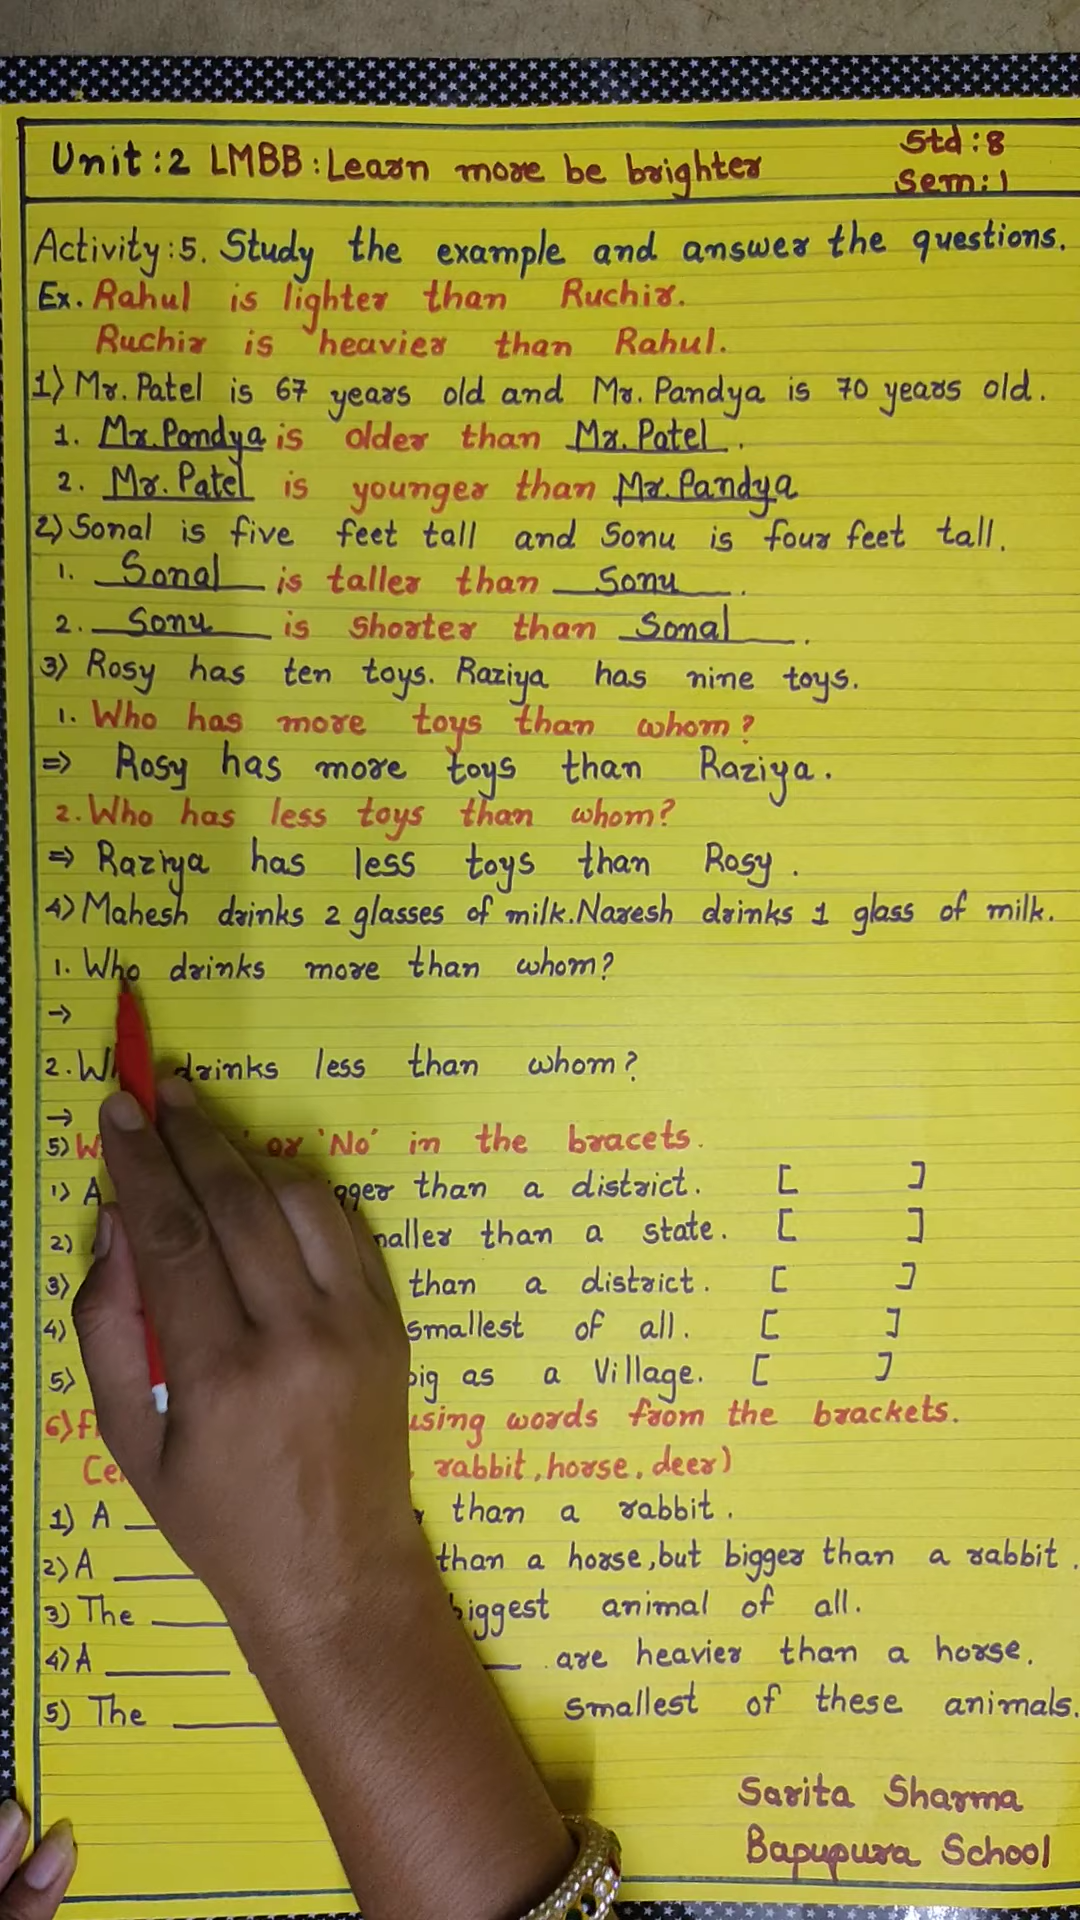 Unit:2 LMBB:Learn more be brighter
Std:8
Sem:1
Activity:5. Study the example and answer the questions.
Ex. Rahul is lighter than Ruchir.
Ruchir is heavier than Rahul.
1) Mr. Patel is 67 years old and Mr. Pandya is 70 years old.
1. Mr. Pandya is older than Mr. Patel.
2. Mr. Patel is younger than Mr. Pandya
2) Sonal is five feet tall and Sonu is four feet tall.
1. Sonal is taller than Sonu.
2. Sonu is shorter than Sonal.
3) Rosy has ten toys. Raziya has nine toys.
1. Who has more toys than whom?
⇒ Rosy has more toys than Raziya.
2. Who has less toys than whom?
⇒ Raziya has less toys than Rosy.
4) Mahesh drinks 2 glasses of milk. Naresh drinks 1 glass of milk.
1. Who drinks more than whom?
→
2. drinks less than whom?
→
5) or 'No' in the bracets.
1) A than a district. [ ]
2) than a state. [ ]
3) than a district. [ ]
4) smallest of all. [ ]
5) as a Village. [ ]
6) using words from the brackets.
rabbit, horse, deer)
1) A ___ than a rabbit.
2) A ___ than a horse, but bigger than a rabbit.
3) The ___ biggest animal of all.
4) A ___ ___ are heavier than a horse.
5) The ___ smallest of these animals.
Sarita Sharma
Bapupura School